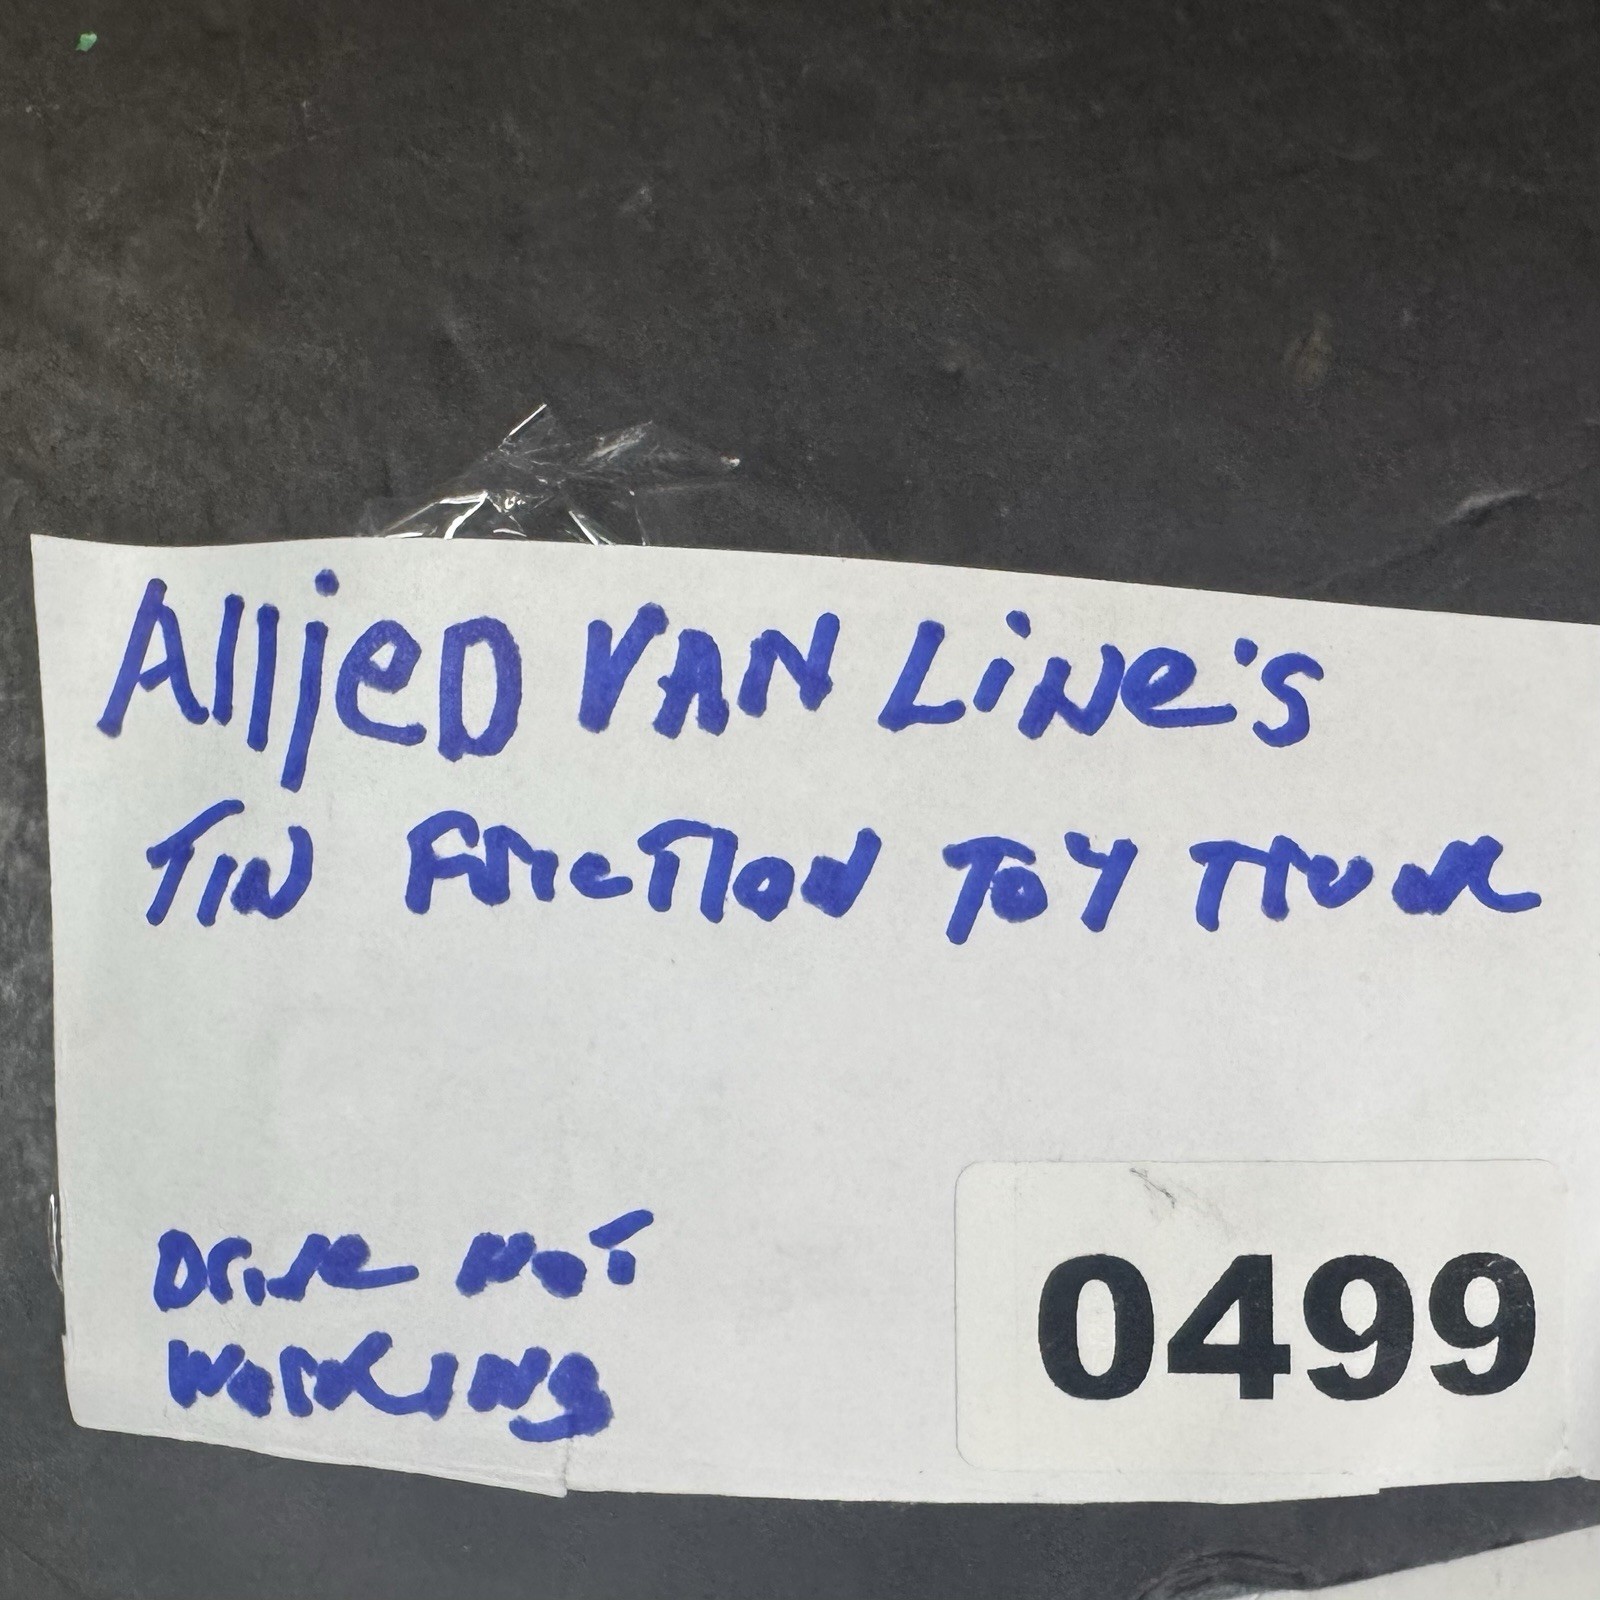 AlljeD VAN LiNe's
TIN FricTION ToY Truck
Drive NoT
WorkiNg
0499